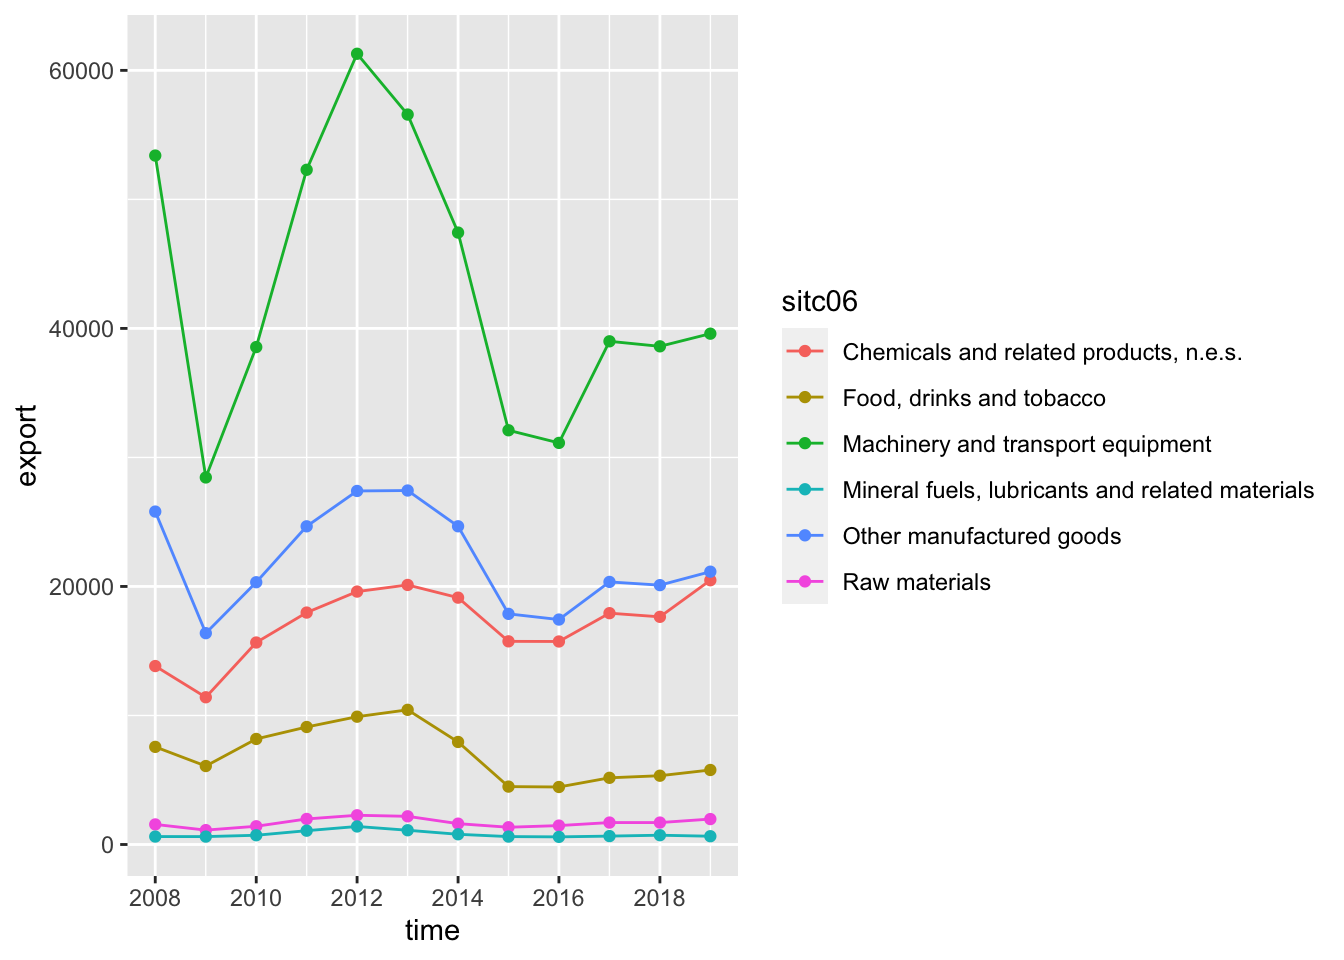 60000
40000
20000
0
export
2008 2010 2012 2014 2016 2018
time
sitc06
Chemicals and related products, n.e.s.
Food, drinks and tobacco
Machinery and transport equipment
Mineral fuels, lubricants and related materials
Other manufactured goods
Raw materials